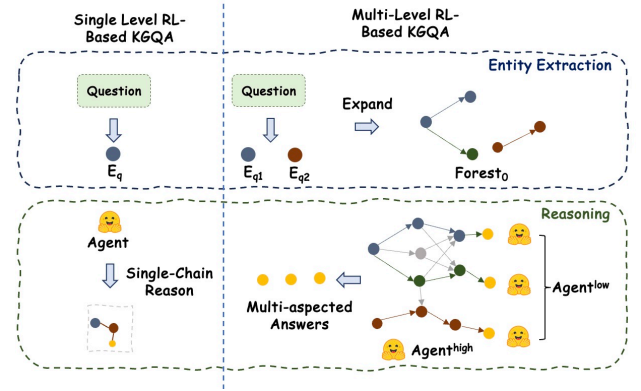 Single Level RL-
Based KGQA
Multi-Level RL-
Based KGQA
Entity Extraction
Question
Question
Expand
Eq
Eq1
Eq2
Forest0
Reasoning
Agent
Single-Chain
Reason
Multi-aspected
Answers
Agentlow
Agenthigh